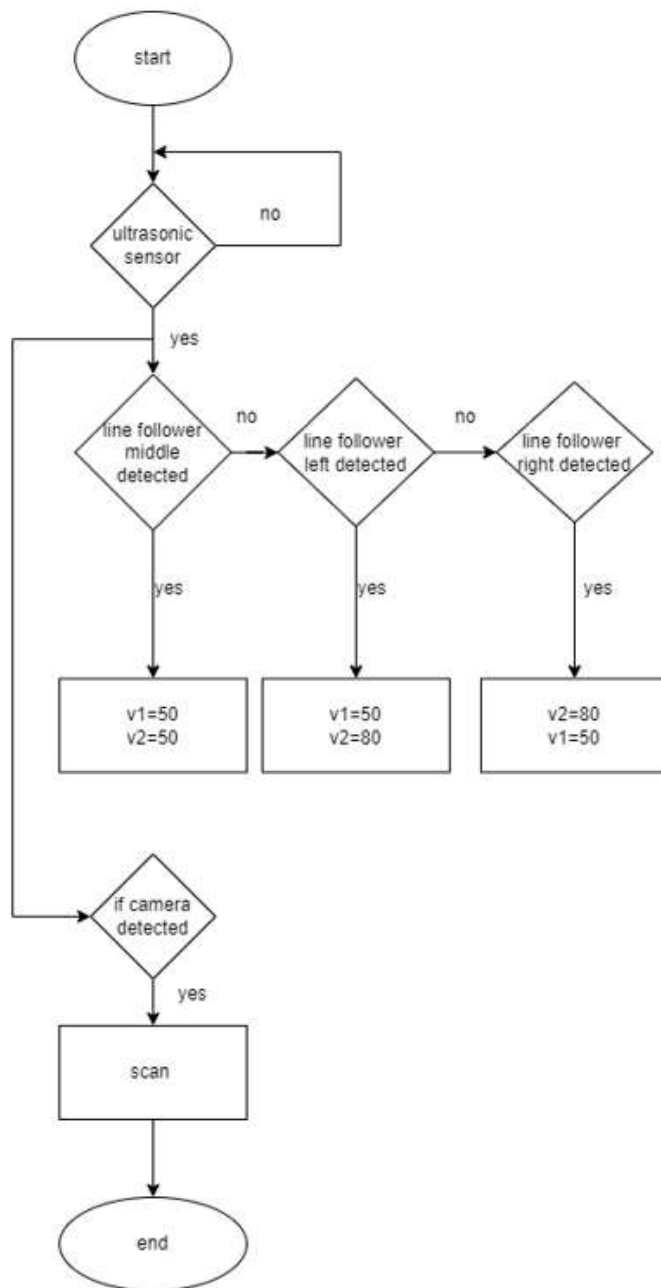 start
no
ultrasonic
sensor
yes
line follower
middle
detected
no
line follower
left detected
no
line follower
right detected
yes
yes
yes
v1=50
v2=50
v1=50
v2=80
v2=80
v1=50
if camera
detected
yes
scan
end